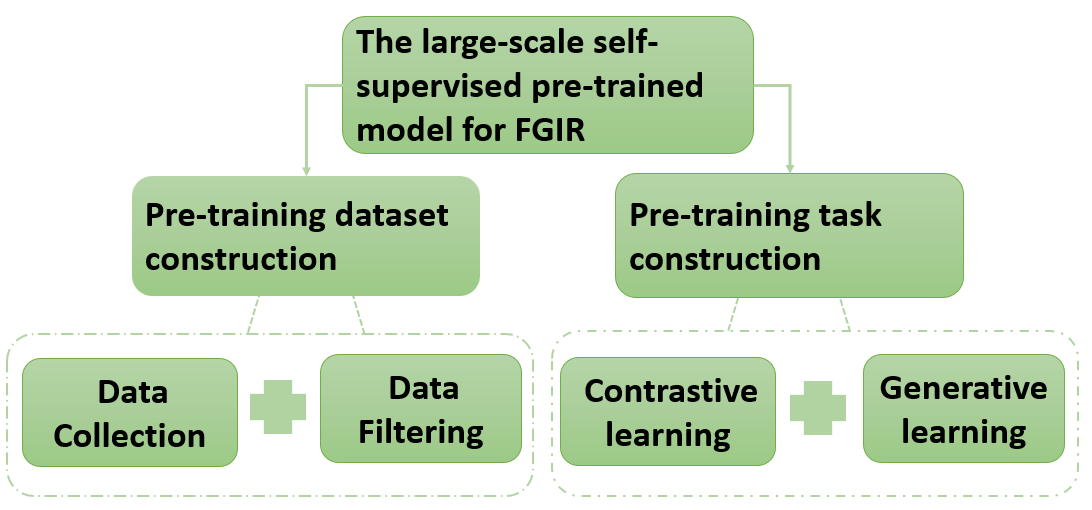 The large-scale self-
supervised pre-trained
model for FGIR
Pre-training dataset
construction
Pre-training task
construction
Data
Collection
Data
Filtering
Contrastive
learning
Generative
learning